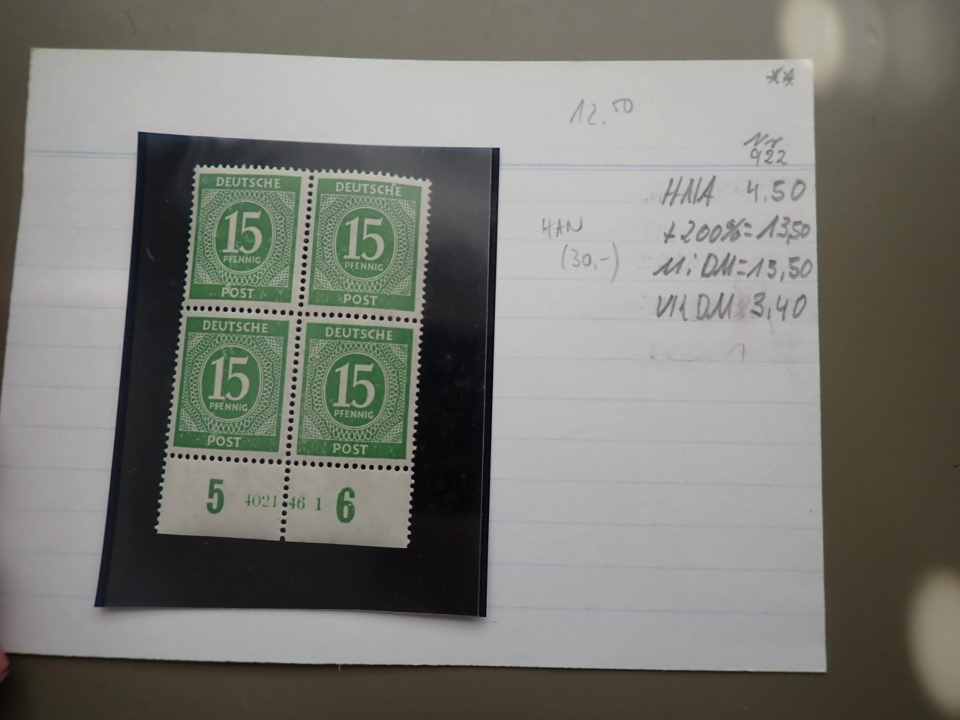 **
12.50
Nr
922
HAN 4.50
+200%=13,50
Mi DM=13,50
VK DM 3,40
HAN
(30,-)
DEUTSCHE
15
PFENNIG
POST
DEUTSCHE
15
PFENNIG
POST
DEUTSCHE
15
PFENNIG
POST
DEUTSCHE
15
PFENNIG
POST
5 4021 46 1 6